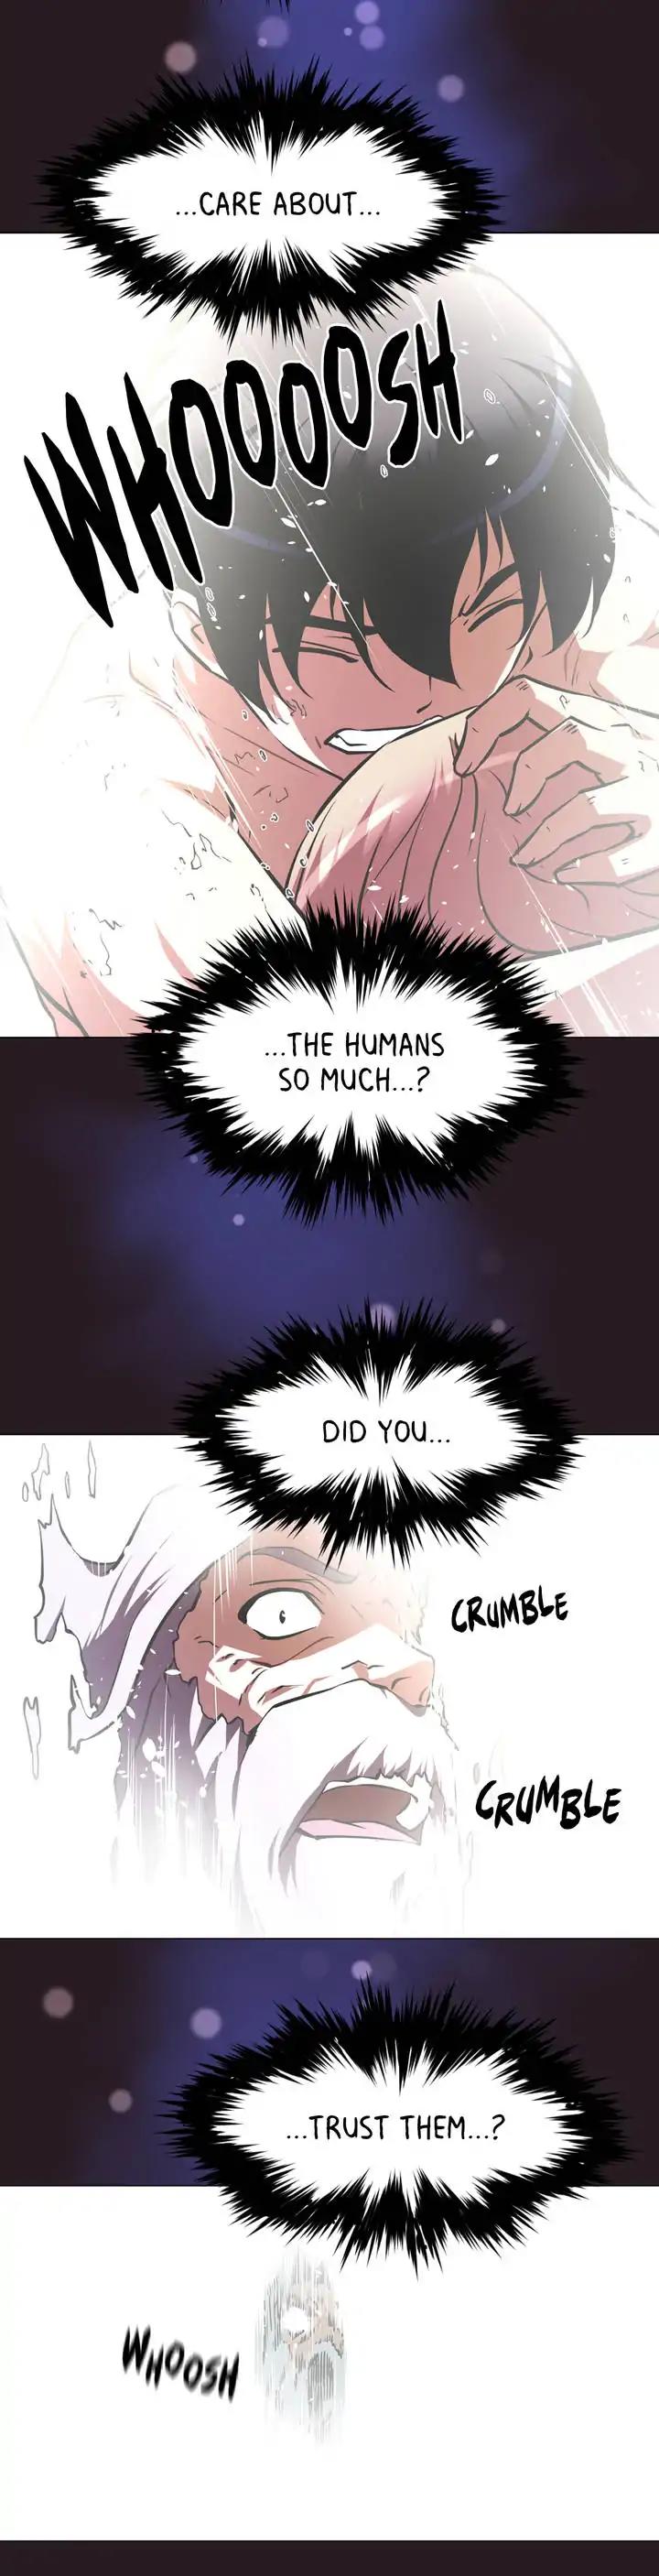 ...CARE ABOUT...
WHOOOOSH
...THE HUMANS
SO MUCH...?
DID YOU...
CRUMBLE
CRUMBLE
...TRUST THEM...?
WHOOSH